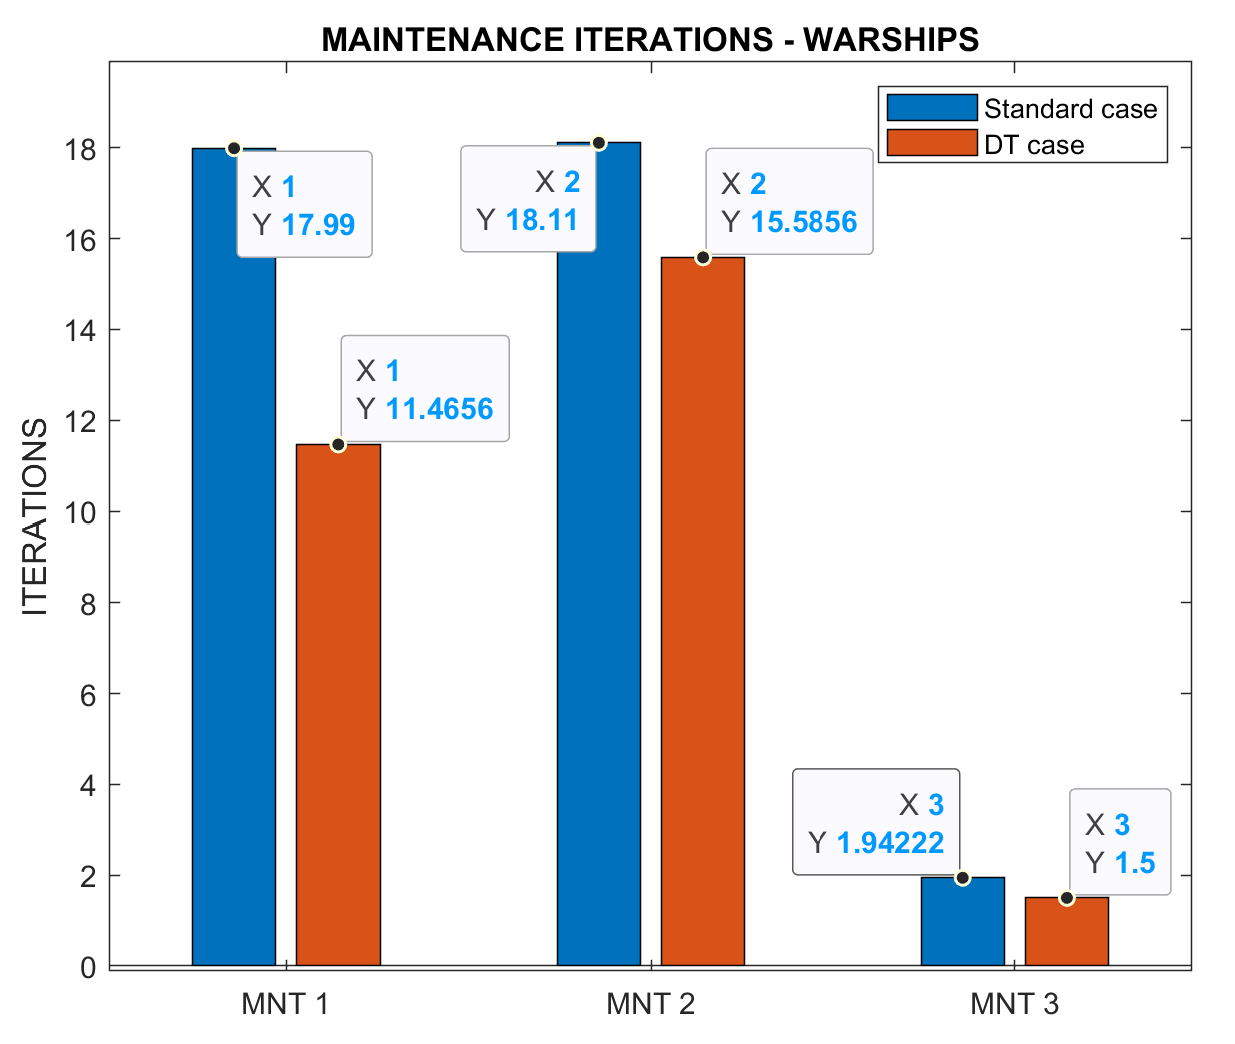 MAINTENANCE ITERATIONS - WARSHIPS
Standard case
DT case
ITERATIONS
18
16
14
12
10
8
6
4
2
0
X 1
Y 17.99
X 1
Y 11.4656
X 2
Y 18.11
X 2
Y 15.5856
X 3
Y 1.94222
X 3
Y 1.5
MNT 1
MNT 2
MNT 3